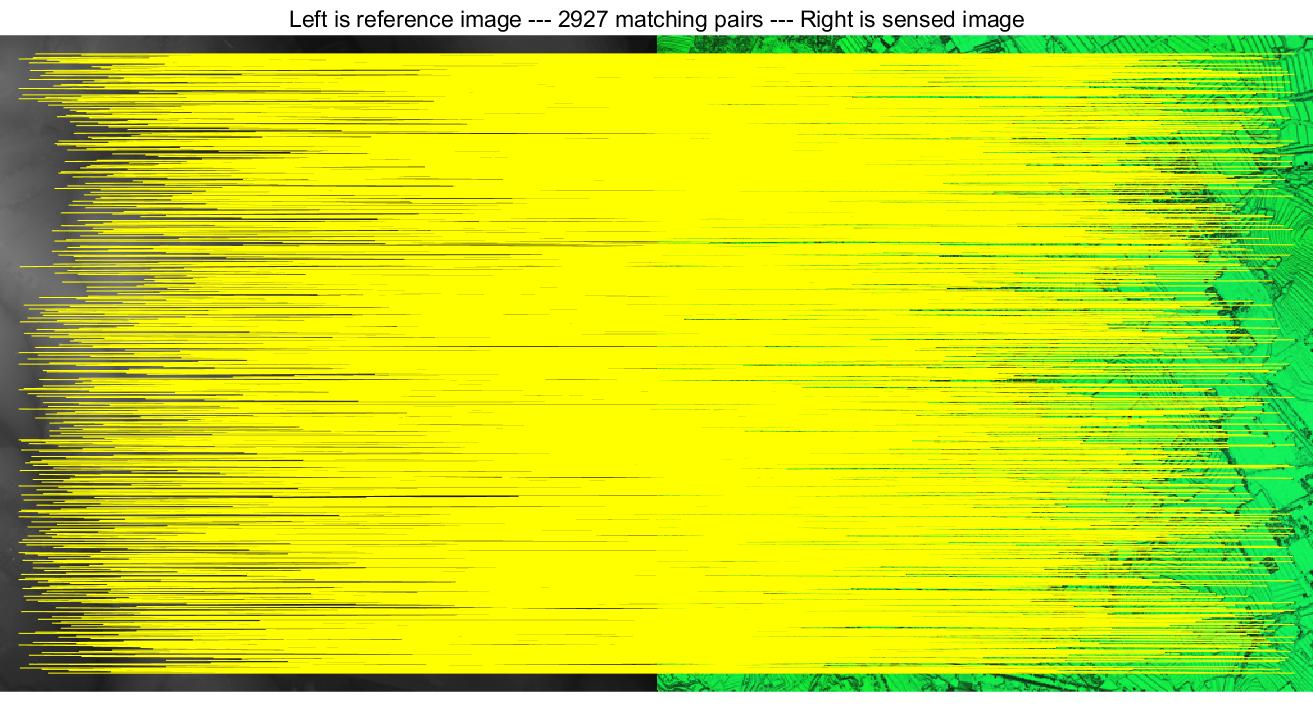 Left is reference image --- 2927 matching pairs --- Right is sensed image